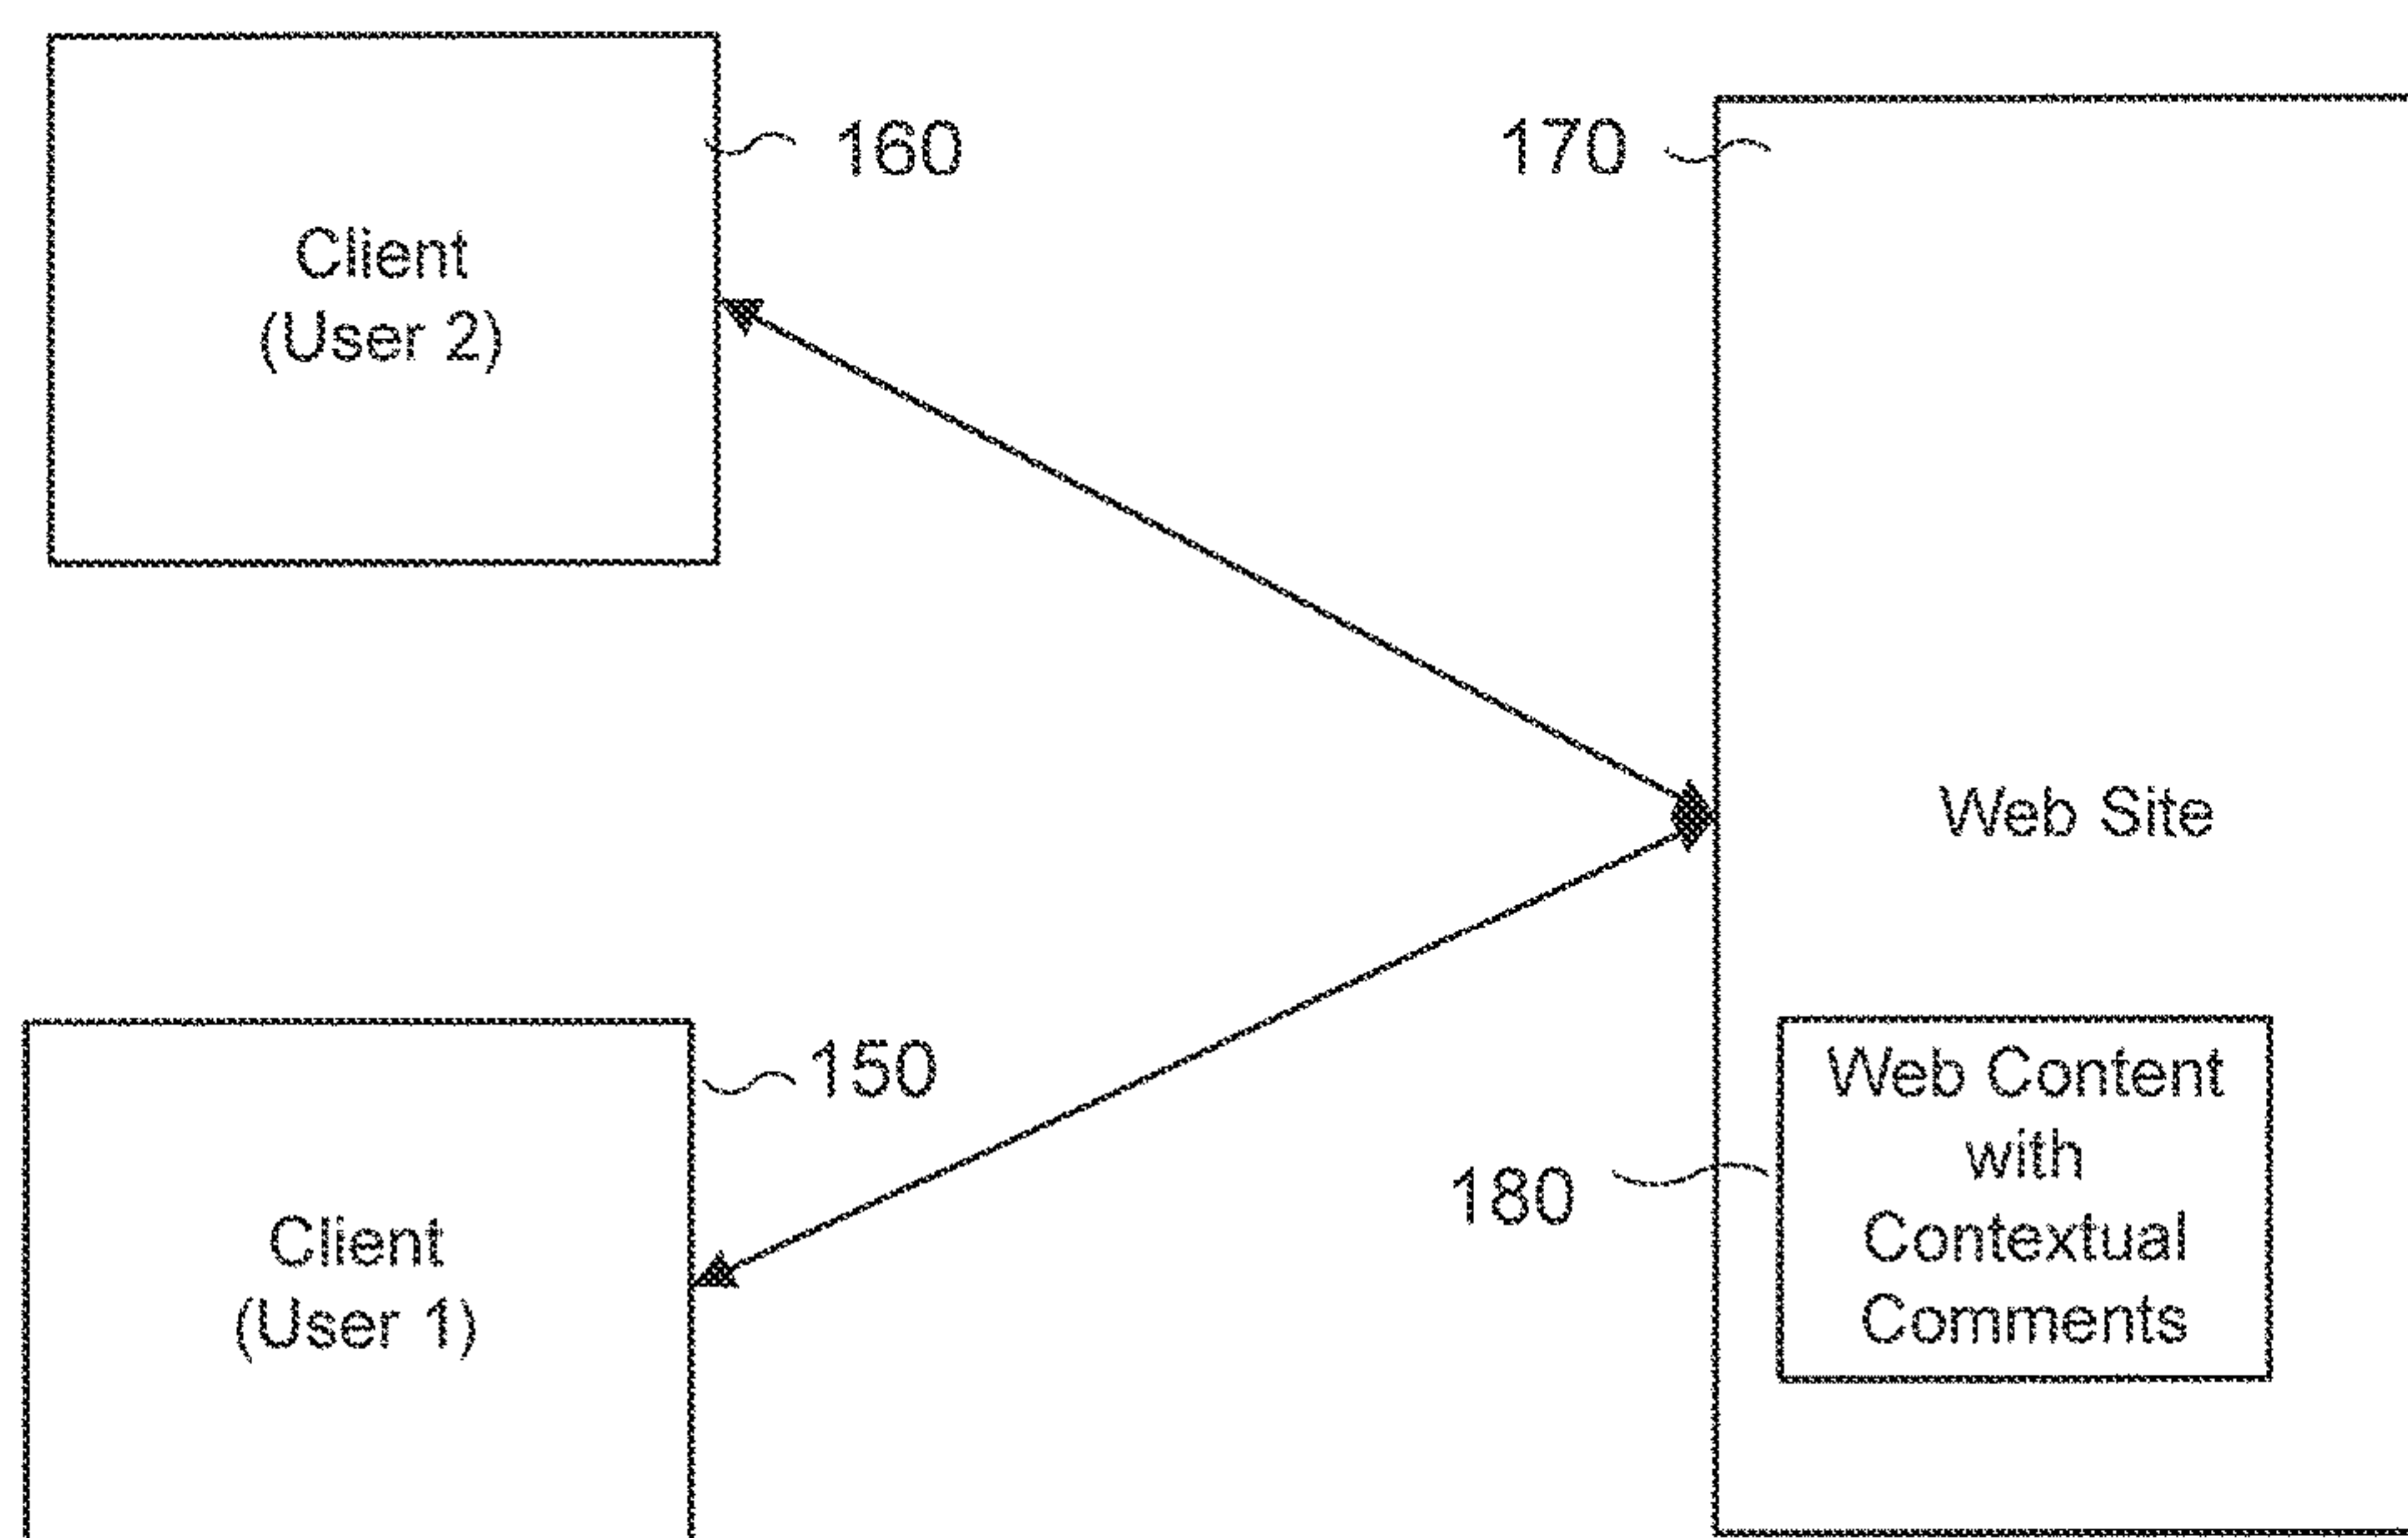 160
170
Client
(User 2)
Web Site
150
Client
(User 1)
180
Web Content
with
Contextual
Comments